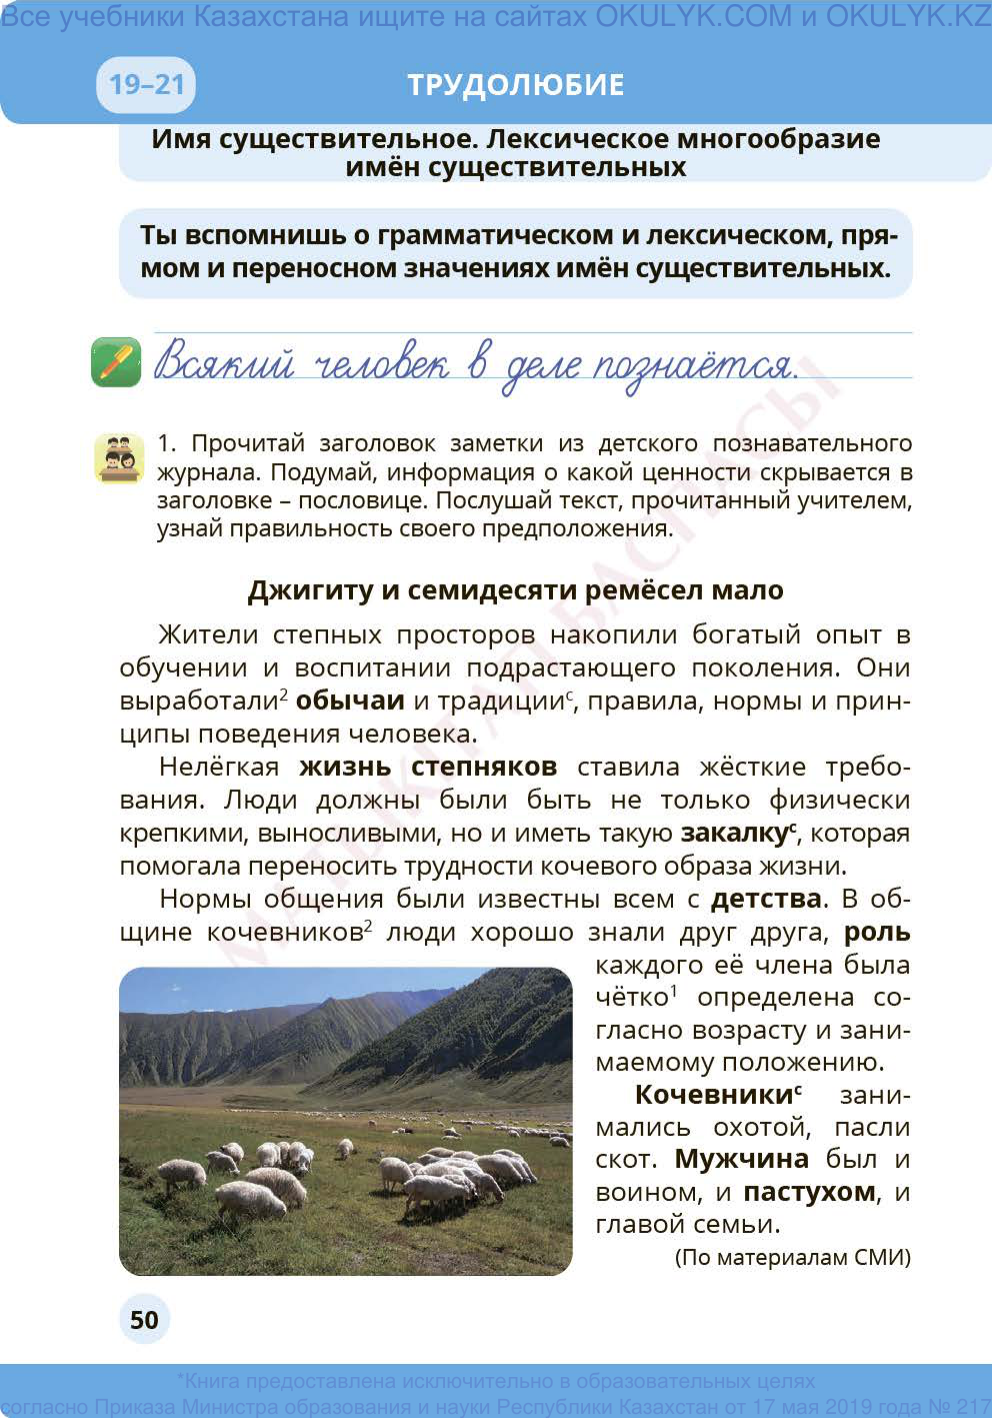 Все учебники Казахстана ищите на сайтах OKULYK.COM и OKULYK.KZ
19–21
ТРУДОЛЮБИЕ
Имя существительное. Лексическое многообразие
имён существительных
Ты вспомнишь о грамматическом и лексическом, пря-
мом и переносном значениях имён существительных.
Всякий человек в деле познаётся.
1. Прочитай заголовок заметки из детского познавательного
журнала. Подумай, информация о какой ценности скрывается в
заголовке – пословице. Послушай текст, прочитанный учителем,
узнай правильность своего предположения.
Джигиту и семидесяти ремёсел мало
Жители степных просторов накопили богатый опыт в
обучении и воспитании подрастающего поколения. Они
выработали² обычаи и традицииᶜ, правила, нормы и прин-
ципы поведения человека.
Нелёгкая жизнь степняков ставила жёсткие требо-
вания. Люди должны были быть не только физически
крепкими, выносливыми, но и иметь такую закалкуᶜ, которая
помогала переносить трудности кочевого образа жизни.
Нормы общения были известны всем с детства. В об-
щине кочевников² люди хорошо знали друг друга, роль
каждого её члена была
чётко¹ определена со-
гласно возрасту и зани-
маемому положению.
Кочевникиᶜ зани-
мались охотой, пасли
скот. Мужчина был и
воином, и пастухом, и
главой семьи.
(По материалам СМИ)
50
МАТЕМКІТАП БАСПАСЫ
*Книга предоставлена исключительно в образовательных целях
согласно Приказа Министра образования и науки Республики Казахстан от 17 мая 2019 года № 217